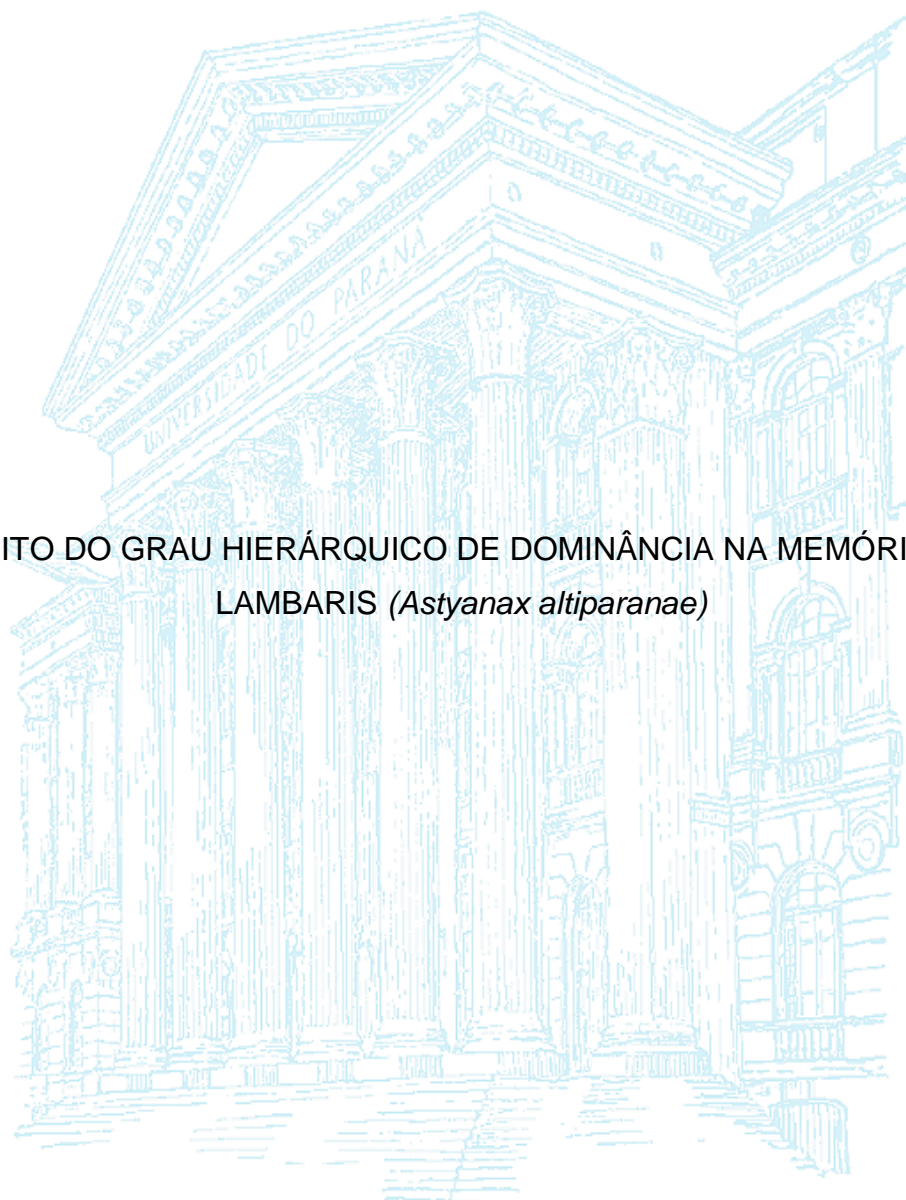 UNIVERSIDADE DO PARANÁ
ITO DO GRAU HIERÁRQUICO DE DOMINÂNCIA NA MEMÓRI
LAMBARIS (Astyanax altiparanae)